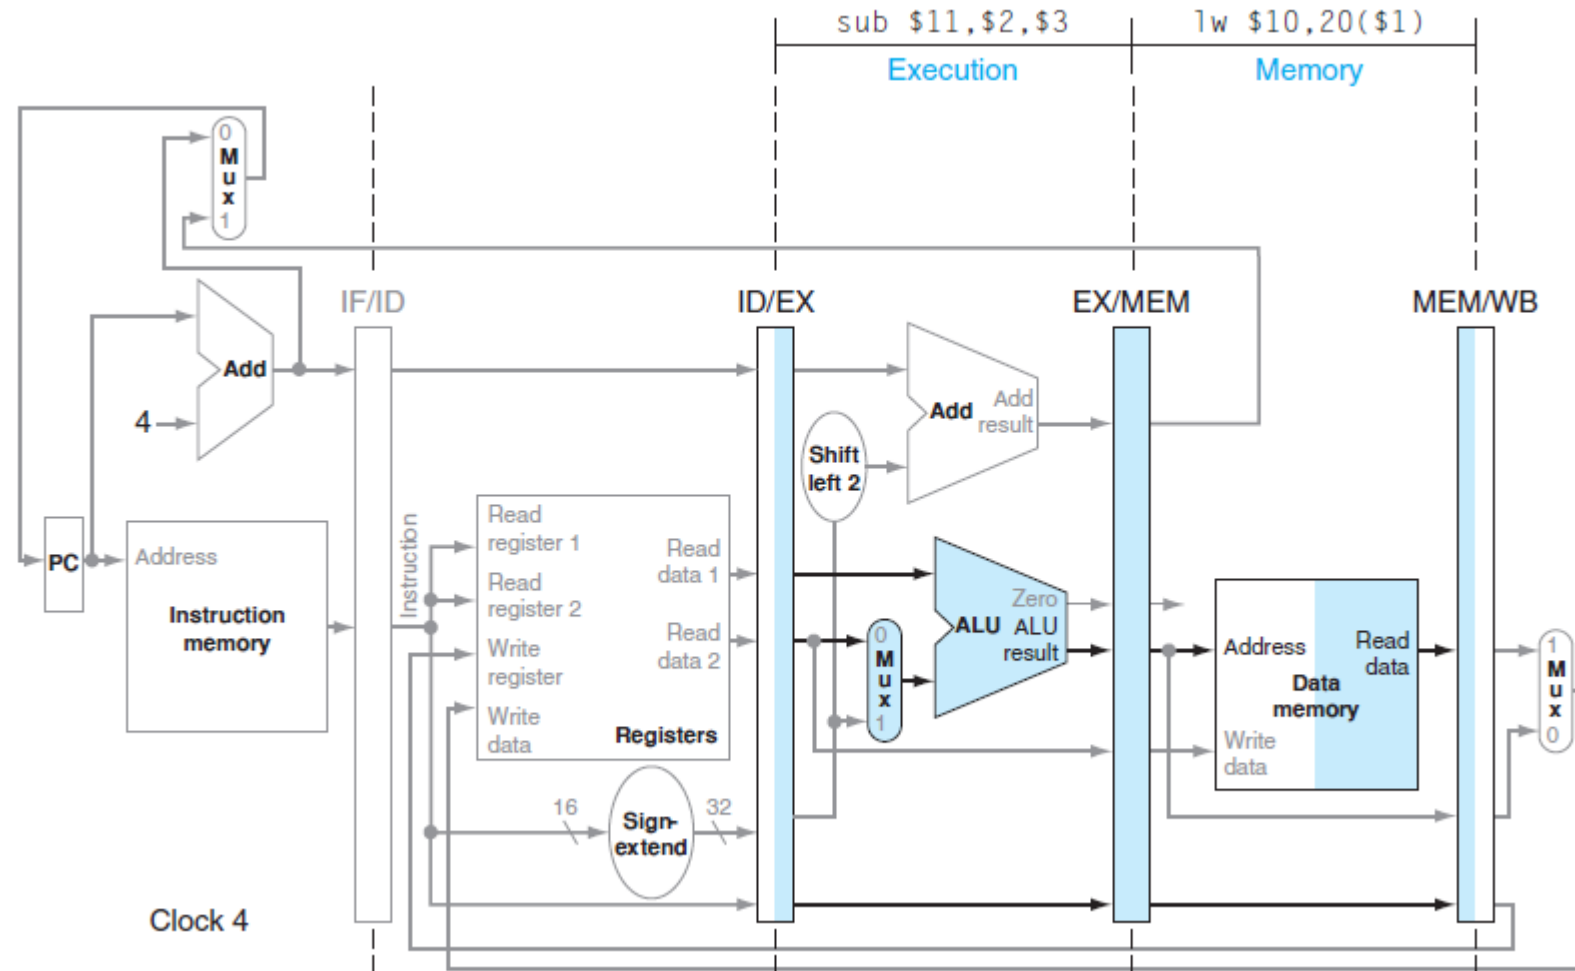 sub $11,$2,$3
lw $10,20($1)
Execution
Memory
0
M
u
x
1
IF/ID
ID/EX
EX/MEM
MEM/WB
Add
4
Add
Add
result
Shift
left 2
PC
Address
Instruction
memory
Instruction
Read
register 1
Read
register 2
Write
register
Write
data
Read
data 1
Read
data 2
Registers
16
Sign-
extend
32
0
M
u
x
1
Zero
ALU
ALU
result
Address
Read
data
Data
memory
Write
data
1
M
u
x
0
Clock 4